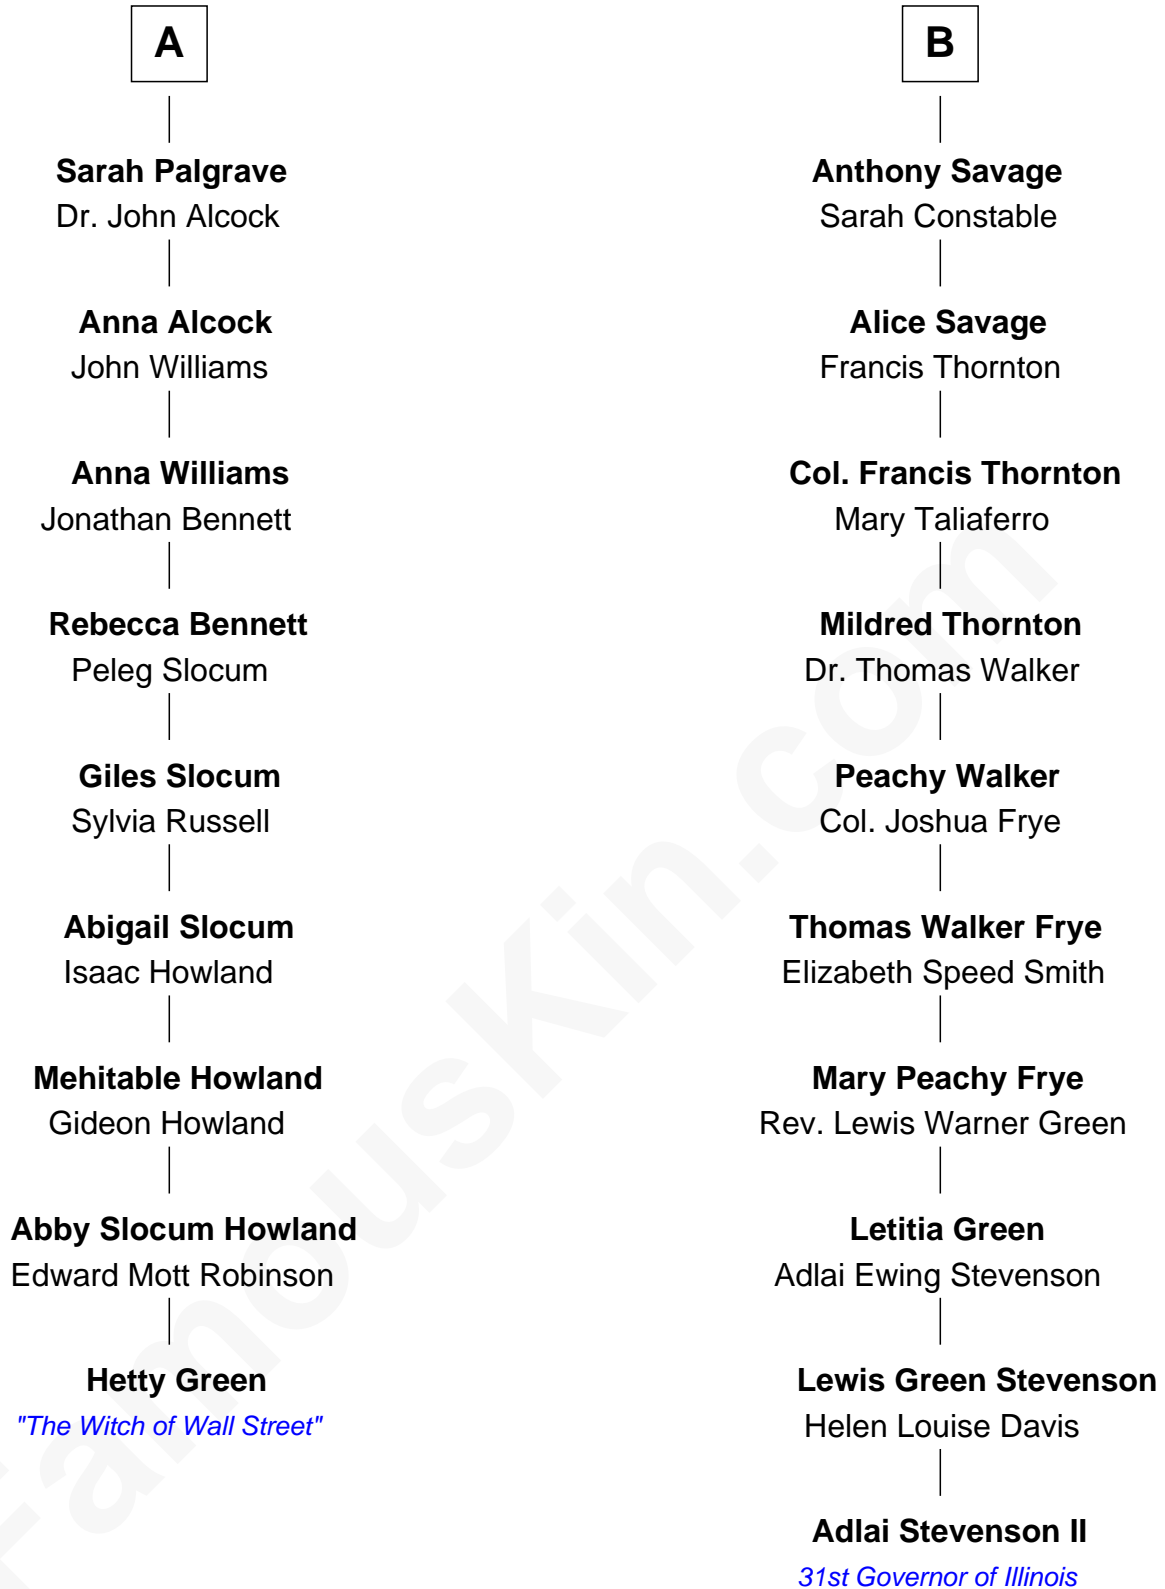 A
Sarah Palgrave
Dr. John Alcock
Anna Alcock
John Williams
Anna Williams
Jonathan Bennett
Rebecca Bennett
Peleg Slocum
Giles Slocum
Sylvia Russell
Abigail Slocum
Isaac Howland
Mehitable Howland
Gideon Howland
Abby Slocum Howland
Edward Mott Robinson
Hetty Green
"The Witch of Wall Street"
B
Anthony Savage
Sarah Constable
Alice Savage
Francis Thornton
Col. Francis Thornton
Mary Taliaferro
Mildred Thornton
Dr. Thomas Walker
Peachy Walker
Col. Joshua Frye
Thomas Walker Frye
Elizabeth Speed Smith
Mary Peachy Frye
Rev. Lewis Warner Green
Letitia Green
Adlai Ewing Stevenson
Lewis Green Stevenson
Helen Louise Davis
Adlai Stevenson II
31st Governor of Illinois
FamousKin.com